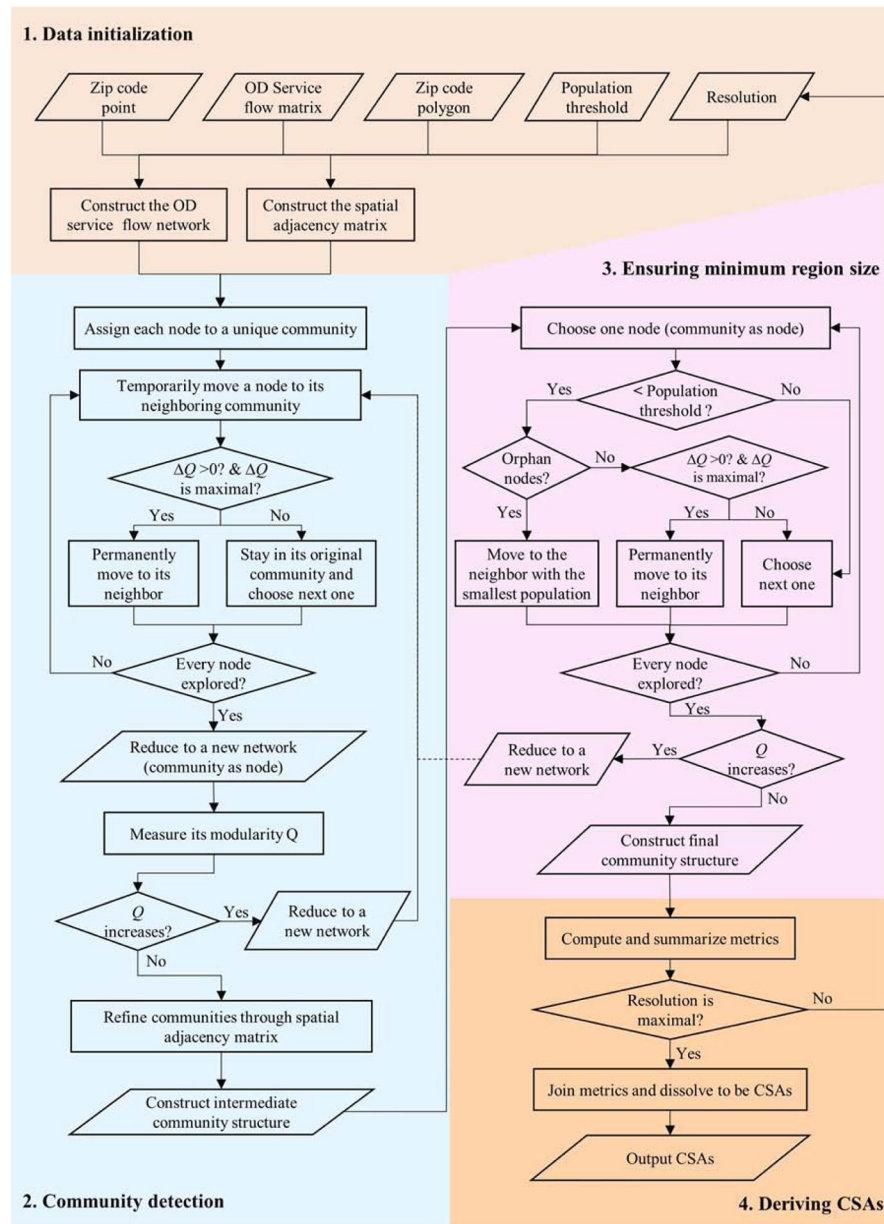 1. Data initialization
Zip code
point
OD Service
flow matrix
Zip code
polygon
Population
threshold
Resolution
Construct the OD
service flow network
Construct the spatial
adjacency matrix
Assign each node to a unique community
Temporarily move a node to its
neighboring community
ΔQ >0? & ΔQ
is maximal?
Yes
No
Permanently
move to its
neighbor
Stay in its original
community and
choose next one
No
Every node
explored?
Yes
Reduce to a new network
(community as node)
Measure its modularity Q
Q
increases?
Yes
Reduce to a
new network
No
Refine communities through spatial
adjacency matrix
Construct intermediate
community structure
2. Community detection
3. Ensuring minimum region size
Choose one node (community as node)
Yes
< Population
threshold ?
No
Orphan
nodes?
No
ΔQ >0? & ΔQ
is maximal?
Yes
Yes
No
Move to the
neighbor with the
smallest population
Permanently
move to its
neighbor
Choose
next one
Every node
explored?
No
Yes
Reduce to a
new network
Yes
Q
increases?
No
Construct final
community structure
Compute and summarize metrics
Resolution is
maximal?
No
Yes
Join metrics and dissolve to be CSAs
Output CSAs
4. Deriving CSAs